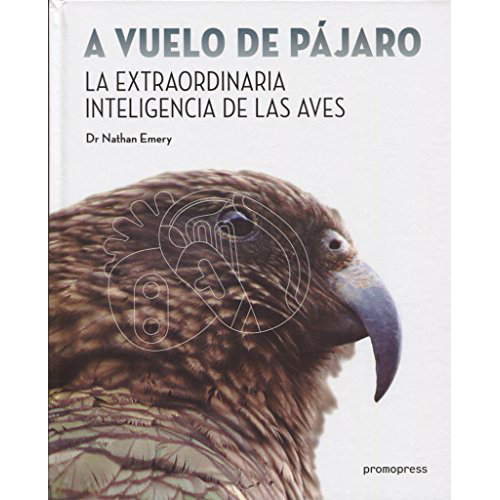 A VUELO DE PÁJARO
LA EXTRAORDINARIA
INTELIGENCIA DE LAS AVES
Dr Nathan Emery
promopress